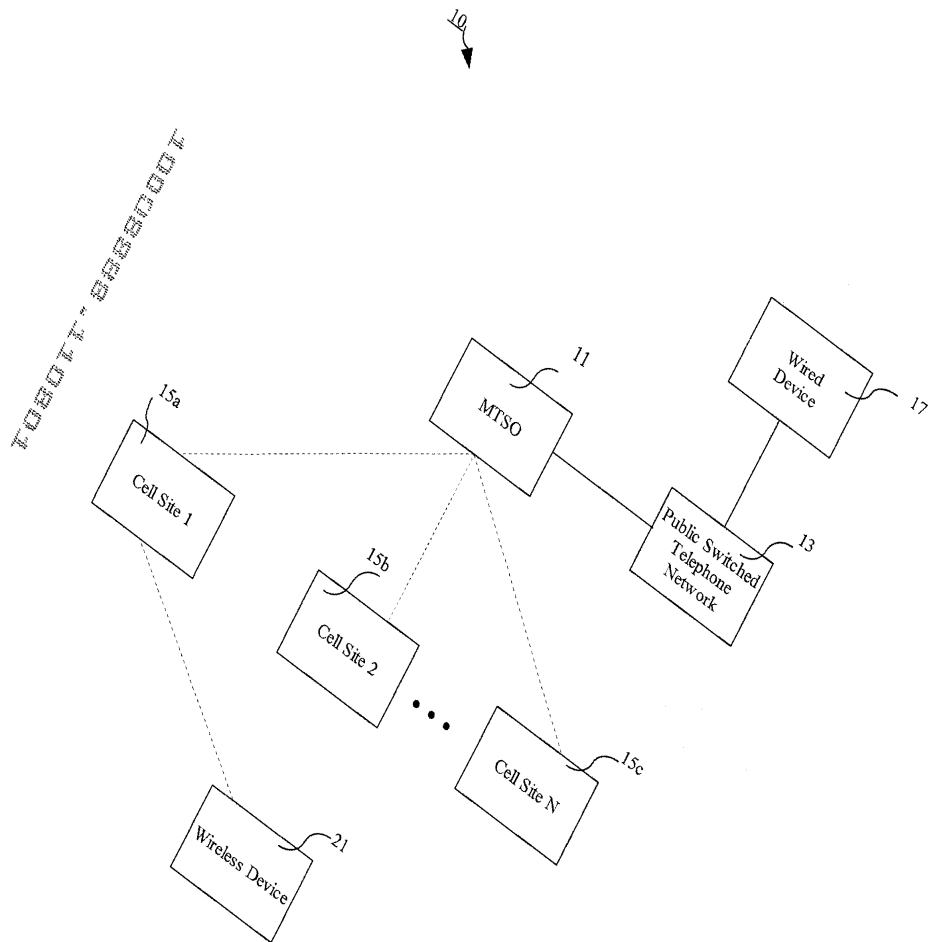 10
11
MTSO
Wired
Device
17
15a
Cell Site 1
Public Switched
Telephone
Network
13
15b
Cell Site 2
15c
Cell Site N
21
Wireless Device